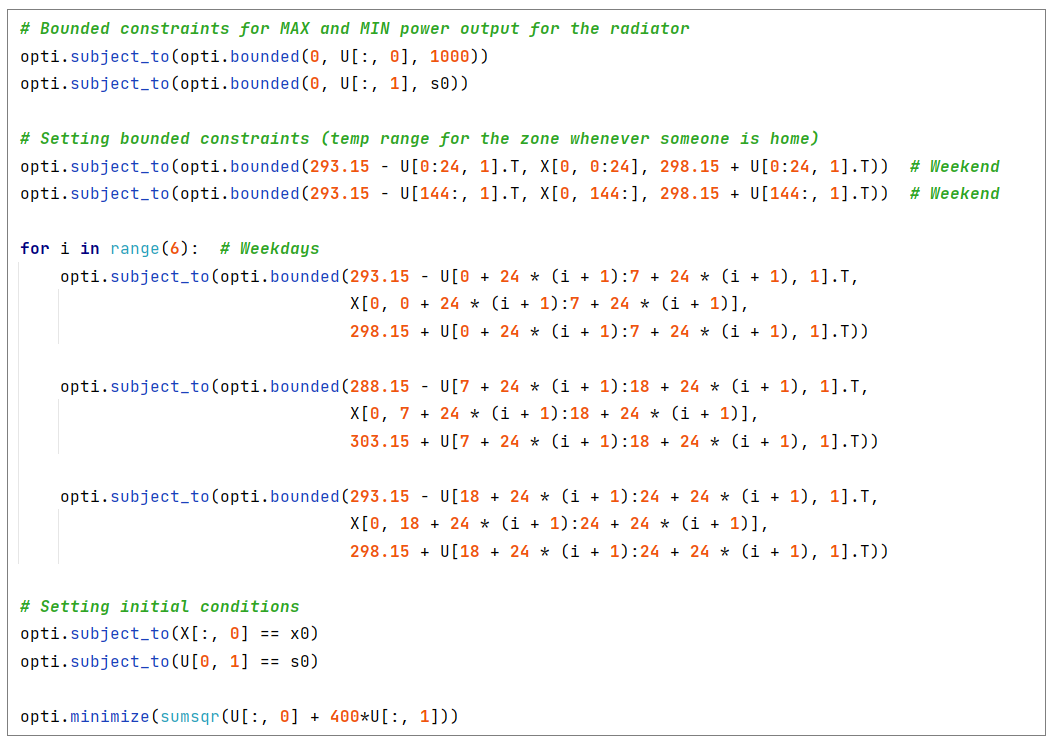 # Bounded constraints for MAX and MIN power output for the radiator
opti.subject_to(opti.bounded(0, U[:, 0], 1000))
opti.subject_to(opti.bounded(0, U[:, 1], s0))

# Setting bounded constraints (temp range for the zone whenever someone is home)
opti.subject_to(opti.bounded(293.15 - U[0:24, 1].T, X[0, 0:24], 298.15 + U[0:24, 1].T))  # Weekend
opti.subject_to(opti.bounded(293.15 - U[144:, 1].T, X[0, 144:], 298.15 + U[144:, 1].T))  # Weekend

for i in range(6):  # Weekdays
    opti.subject_to(opti.bounded(293.15 - U[0 + 24 * (i + 1):7 + 24 * (i + 1), 1].T,
                                 X[0, 0 + 24 * (i + 1):7 + 24 * (i + 1)],
                                 298.15 + U[0 + 24 * (i + 1):7 + 24 * (i + 1), 1].T))

    opti.subject_to(opti.bounded(288.15 - U[7 + 24 * (i + 1):18 + 24 * (i + 1), 1].T,
                                 X[0, 7 + 24 * (i + 1):18 + 24 * (i + 1)],
                                 303.15 + U[7 + 24 * (i + 1):18 + 24 * (i + 1), 1].T))

    opti.subject_to(opti.bounded(293.15 - U[18 + 24 * (i + 1):24 + 24 * (i + 1), 1].T,
                                 X[0, 18 + 24 * (i + 1):24 + 24 * (i + 1)],
                                 298.15 + U[18 + 24 * (i + 1):24 + 24 * (i + 1), 1].T))

# Setting initial conditions
opti.subject_to(X[:, 0] == x0)
opti.subject_to(U[0, 1] == s0)

opti.minimize(sumsqr(U[:, 0] + 400*U[:, 1]))